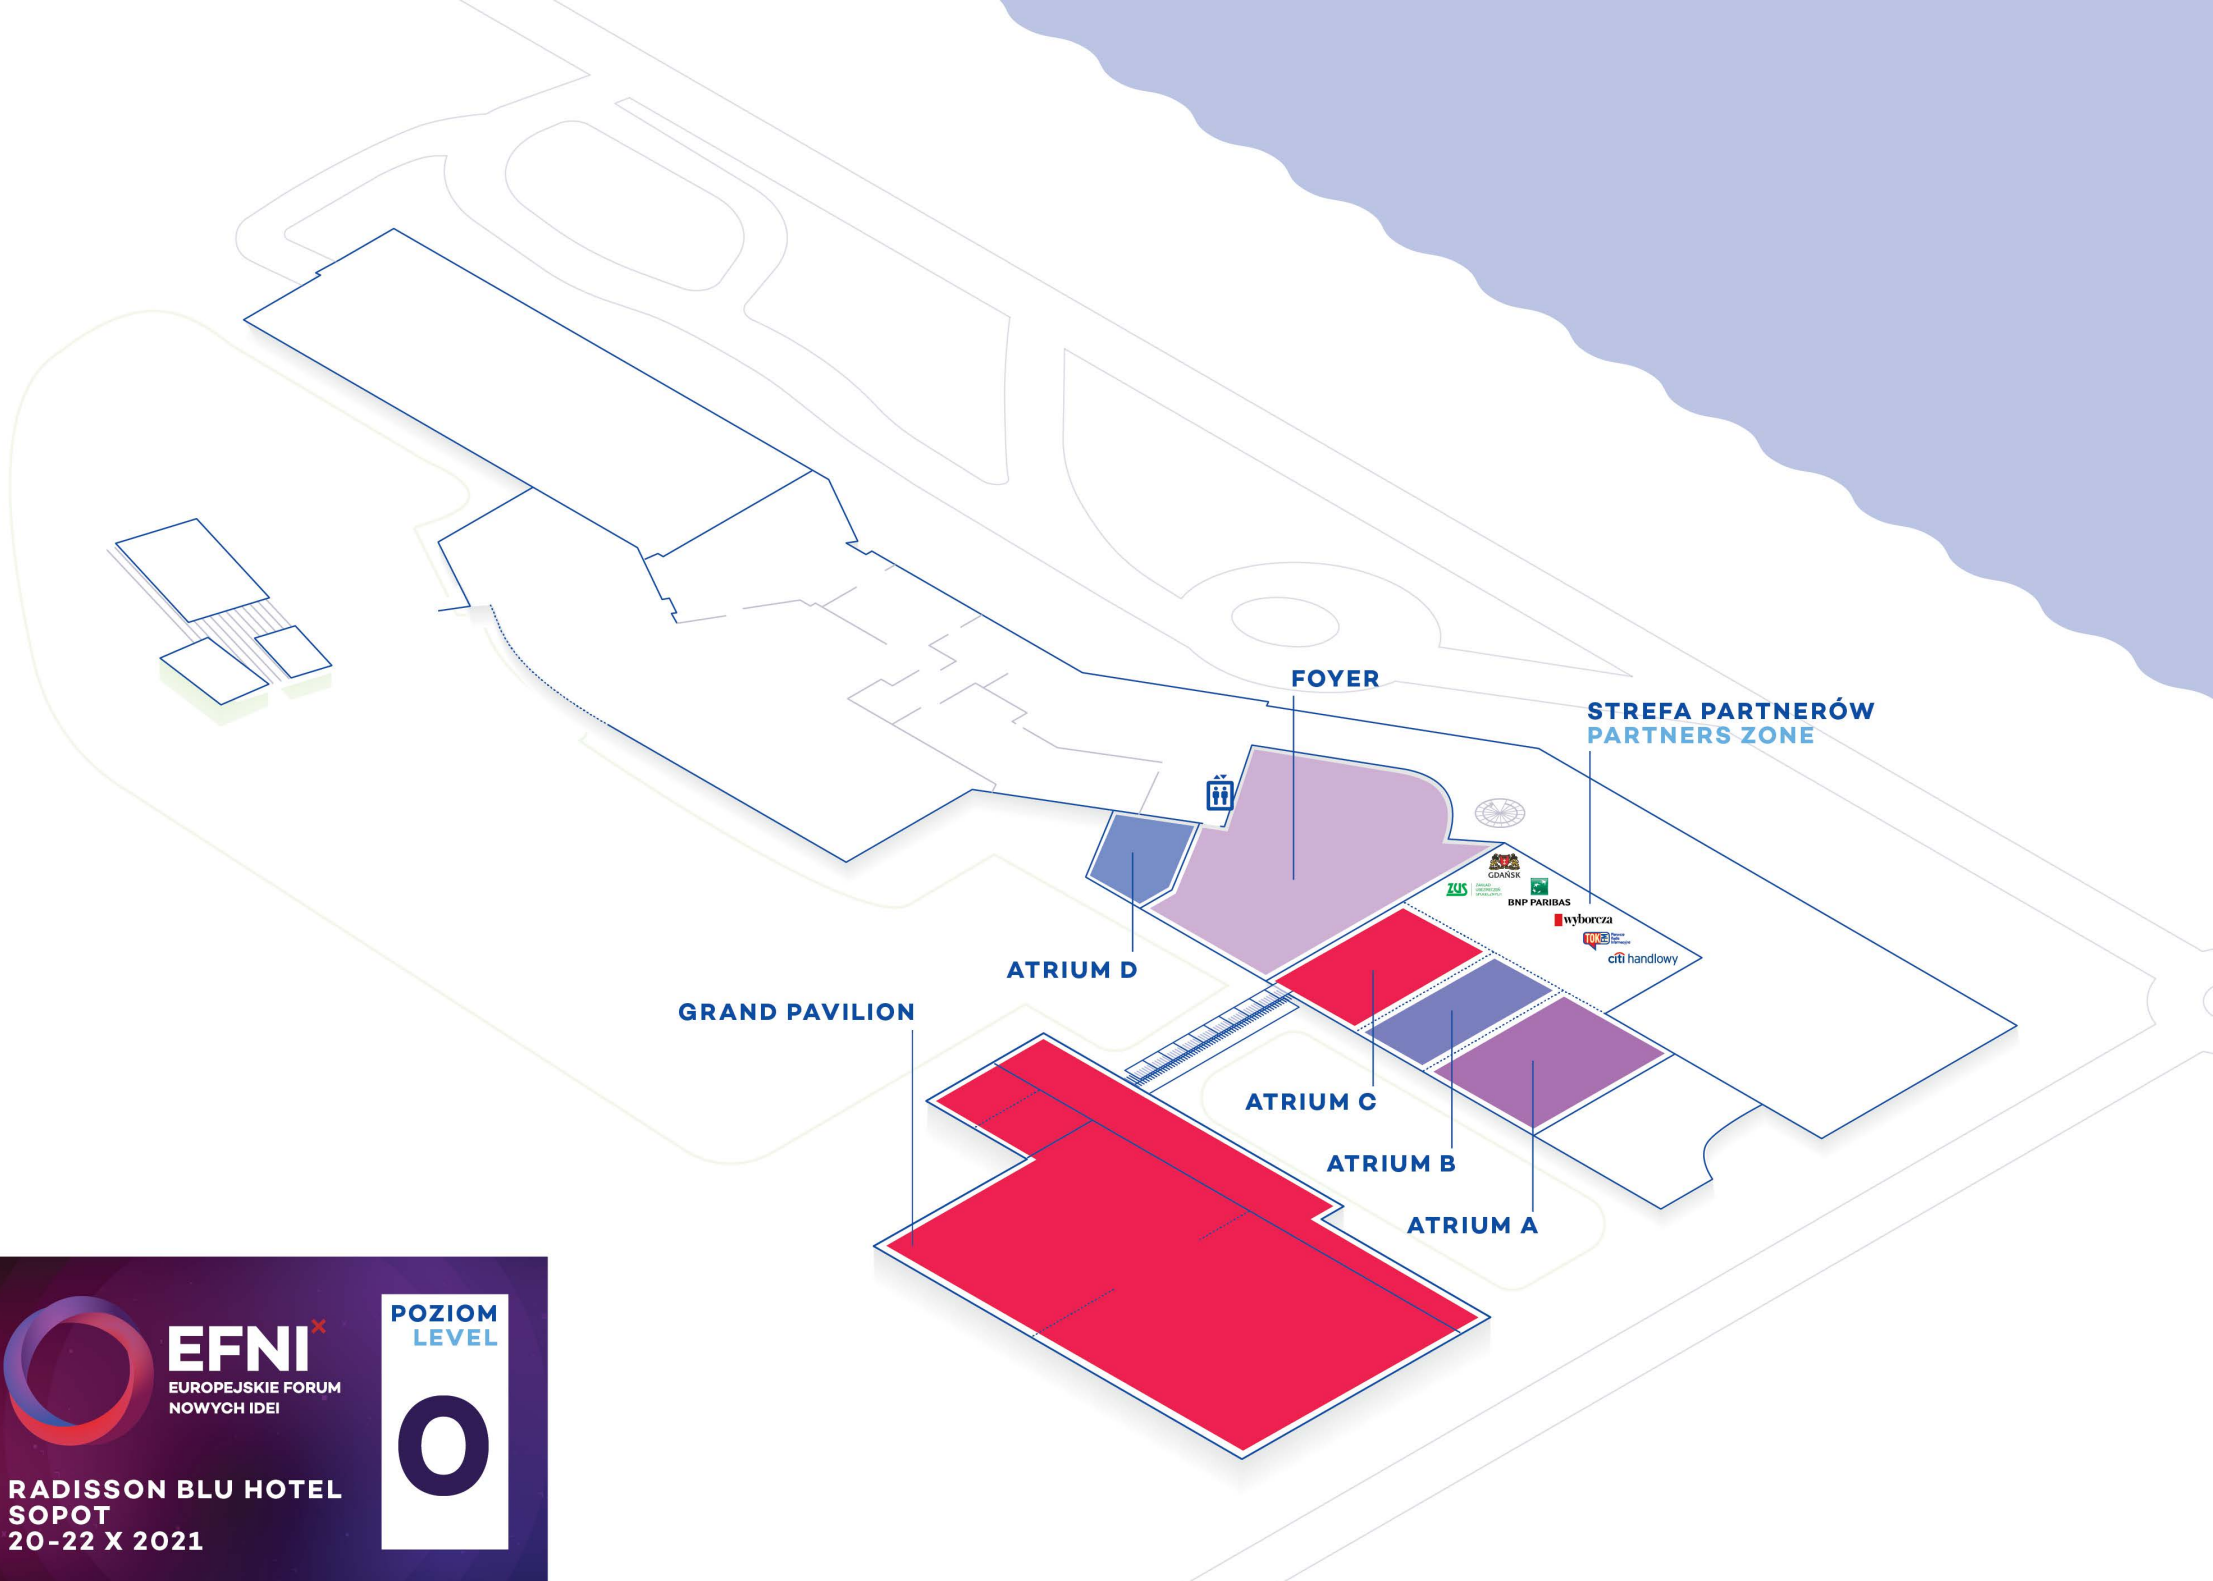 FOYER
STREFA PARTNERÓW
PARTNERS ZONE
GDAŃSK
ZUS
BNP PARIBAS
wyborcza
TOK FM
citi handlowy
ATRIUM D
GRAND PAVILION
ATRIUM C
ATRIUM B
ATRIUM A
EFNI X
EUROPEJSKIE FORUM
NOWYCH IDEI
POZIOM
LEVEL
0
RADISSON BLU HOTEL
SOPOT
20-22 X 2021